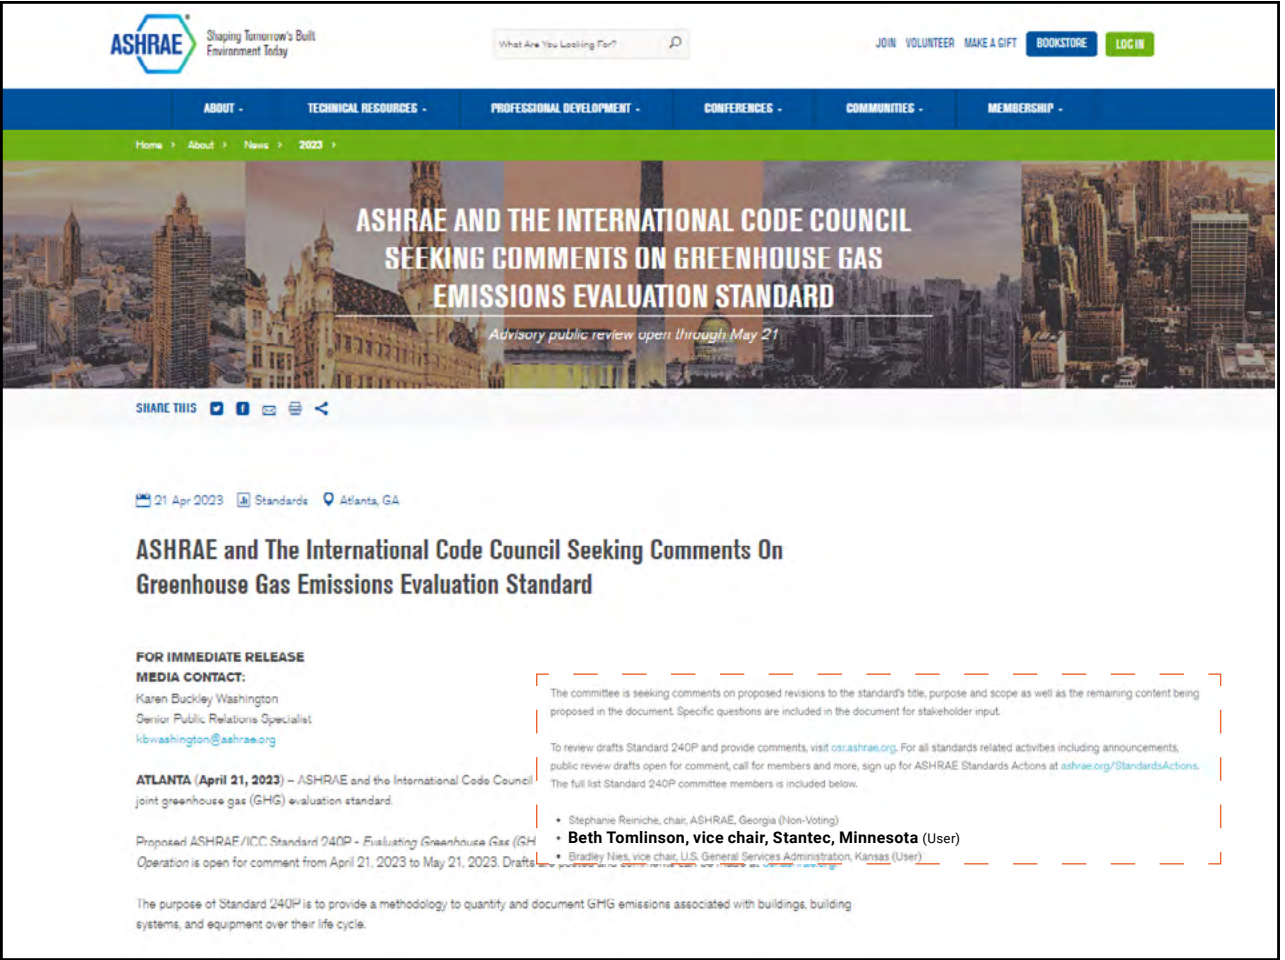 ASHRAE
Shaping Tomorrow's Built
Environment Today
What Are You Looking For?
JOIN VOLUNTEER MAKE A GIFT BOOKSTORE LOG IN
ABOUT TECHNICAL RESOURCES PROFESSIONAL DEVELOPMENT CONFERENCES COMMUNITIES MEMBERSHIP
Home > About > News > 2023 >
ASHRAE AND THE INTERNATIONAL CODE COUNCIL
SEEKING COMMENTS ON GREENHOUSE GAS
EMISSIONS EVALUATION STANDARD
Advisory public review open through May 21
SHARE THIS
21 Apr 2023 Standards Atlanta, GA
ASHRAE and The International Code Council Seeking Comments On
Greenhouse Gas Emissions Evaluation Standard
FOR IMMEDIATE RELEASE
MEDIA CONTACT:
Karen Buckley Washington
Senior Public Relations Specialist
kbwashington@ashrae.org
ATLANTA (April 21, 2023) – ASHRAE and the International Code Council
joint greenhouse gas (GHG) evaluation standard.
Proposed ASHRAE/ICC Standard 240P - Evaluating Greenhouse Gas (GH
Operation is open for comment from April 21, 2023 to May 21, 2023. Drafts
The purpose of Standard 240P is to provide a methodology to quantify and document GHG emissions associated with buildings, building
systems, and equipment over their life cycle.
The committee is seeking comments on proposed revisions to the standard's title, purpose and scope as well as the remaining content being
proposed in the document. Specific questions are included in the document for stakeholder input.
To review drafts Standard 240P and provide comments, visit osr.ashrae.org. For all standards related activities including announcements,
public review drafts open for comment, call for members and more, sign up for ASHRAE Standards Actions at ashrae.org/StandardsActions.
The full list Standard 240P committee members is included below.
• Stephanie Reiniche, chair, ASHRAE, Georgia (Non-Voting)
• Beth Tomlinson, vice chair, Stantec, Minnesota (User)
• Bradley Nies, vice chair, U.S. General Services Administration, Kansas (User)